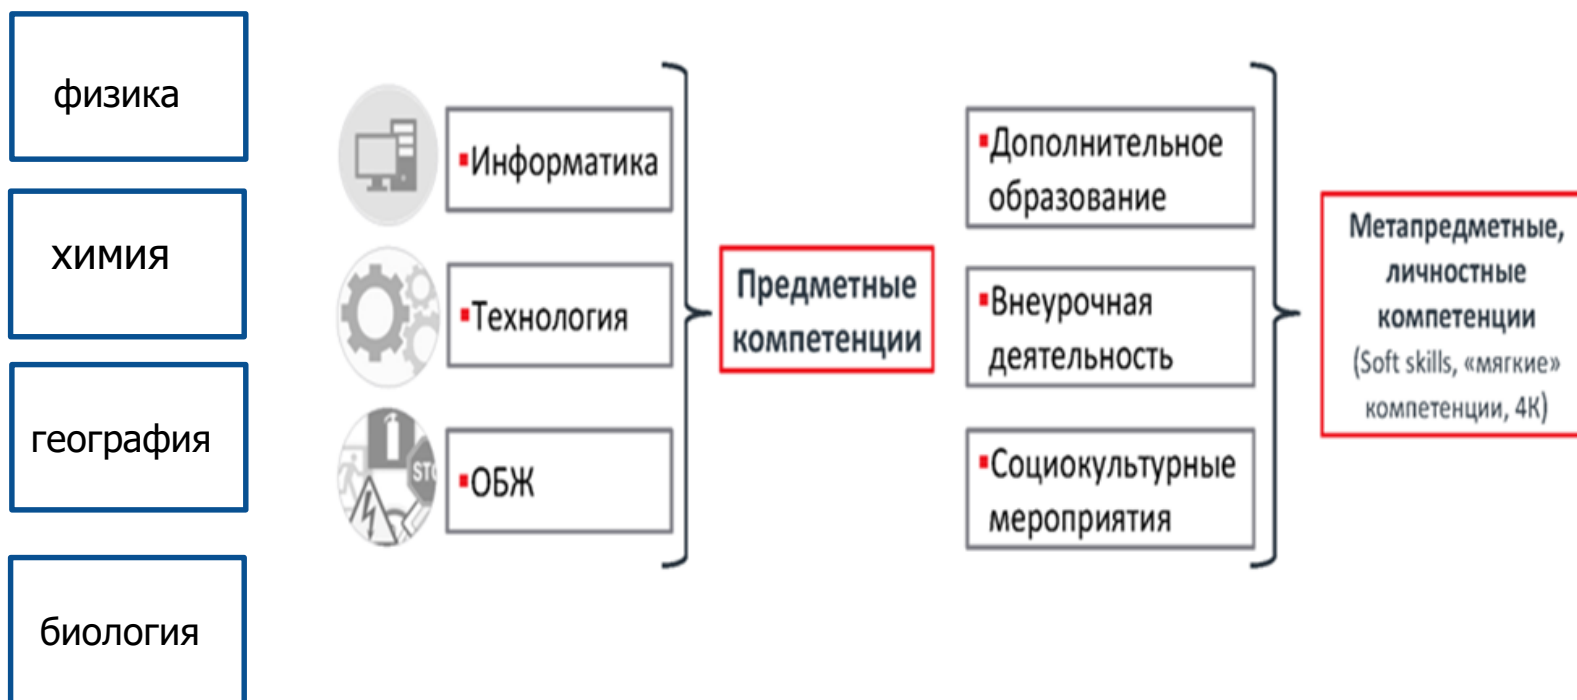 физика
химия
география
биология
Информатика
Технология
STO
ОБЖ
Предметные
компетенции
Дополнительное
образование
Внеурочная
деятельность
Социокультурные
мероприятия
Метапредметные,
личностные
компетенции
(Soft skills, «мягкие»
компетенции, 4К)